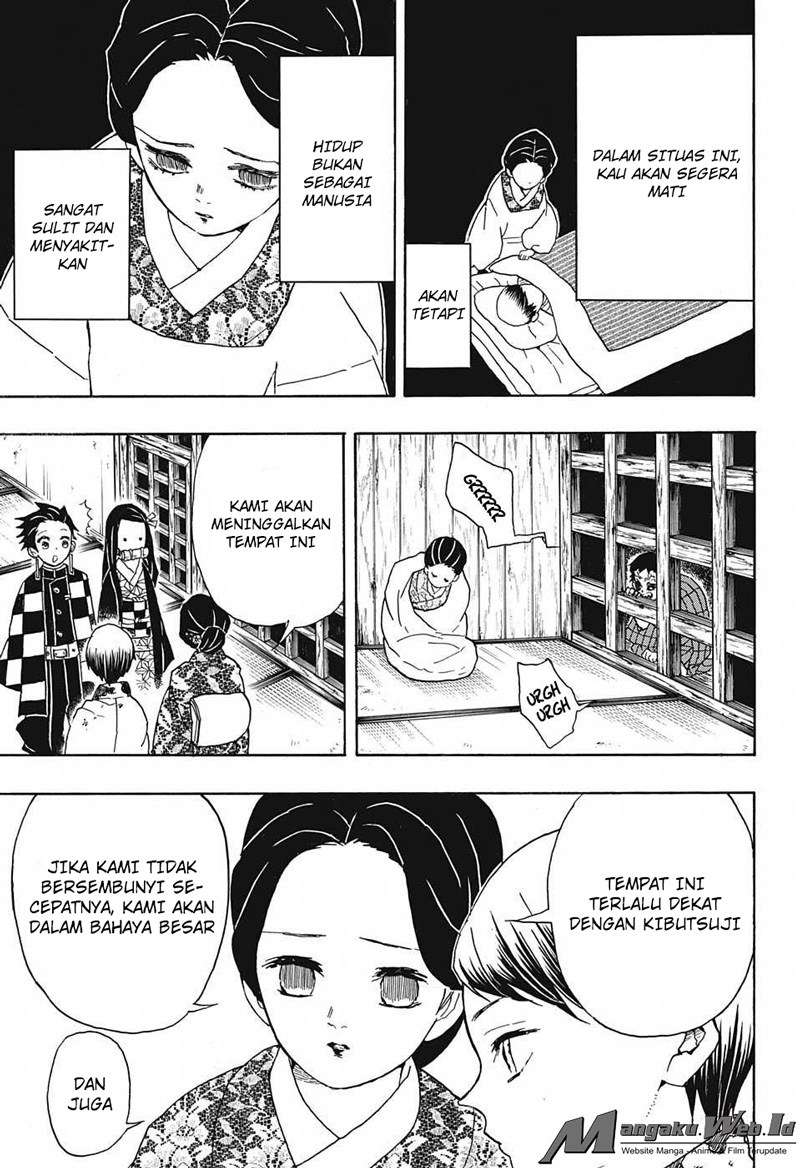 DALAM SITUAS INI,
KAU AKAN SEGERA
MATI
AKAN
TETAPI
HIDUP
BUKAN
SEBAGAI
MANUSIA
SANGAT
SULIT DAN
MENYAKIT-
KAN
GRRRRRR
URGH
URGH
KAMI AKAN
MENINGGALKAN
TEMPAT INI
TEMPAT INI
TERLALU DEKAT
DENGAN KIBUTSUJI
JIKA KAMI TIDAK
BERSEMBUNYI SE-
CEPATNYA, KAMI AKAN
DALAM BAHAYA BESAR
DAN
JUGA
Mangaku.Web.Id
Website Manga - Anime & Film Terupdate